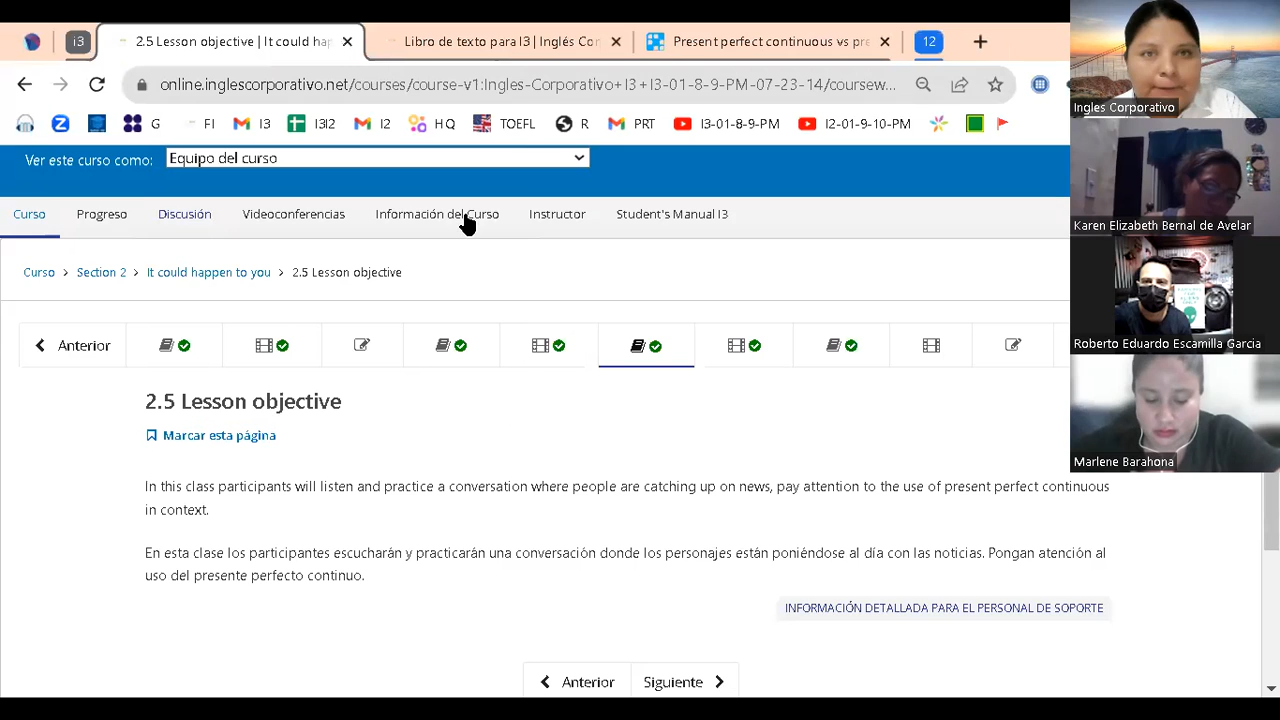 i3
2.5 Lesson objective | It could hap
Libro de texto para I3 | Inglés Cor
Present perfect continuous vs pre
12
online.inglescorporativo.net/courses/course-v1:Ingles-Corporativo+I3+I3-01-8-9-PM-07-23-14/coursew...
G
FI
I3
I3I2
I2
HQ
TOEFL
R
PRT
I3-01-8-9-PM
I2-01-9-10-PM
Ver este curso como:
Equipo del curso
Curso
Progreso
Discusión
Videoconferencias
Información del Curso
Instructor
Student's Manual I3
Curso > Section 2 > It could happen to you > 2.5 Lesson objective
Anterior
2.5 Lesson objective
Marcar esta página
In this class participants will listen and practice a conversation where people are catching up on news, pay attention to the use of present perfect continuous
in context.
En esta clase los participantes escucharán y practicarán una conversación donde los personajes están poniéndose al día con las noticias. Pongan atención al
uso del presente perfecto continuo.
INFORMACIÓN DETALLADA PARA EL PERSONAL DE SOPORTE
Anterior
Siguiente
Ingles Corporativo
Karen Elizabeth Bernal de Avelar
Roberto Eduardo Escamilla Garcia
Marlene Barahona